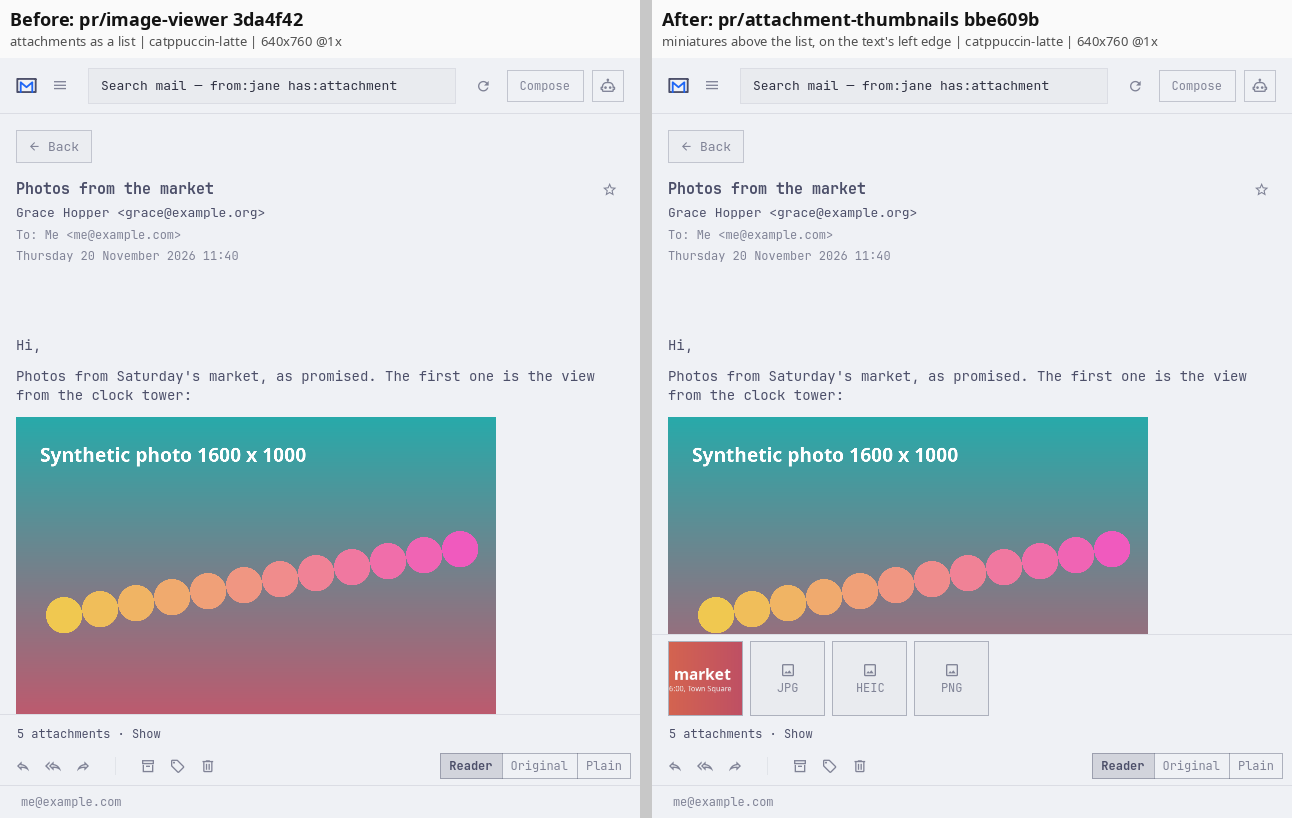 Before: pr/image-viewer 3da4f42
attachments as a list | catppuccin-latte | 640x760 @1x
Search mail — from:jane has:attachment
Compose
Back
Photos from the market
Grace Hopper <grace@example.org>
To: Me <me@example.com>
Thursday 20 November 2026 11:40
Hi,
Photos from Saturday's market, as promised. The first one is the view
from the clock tower:
Synthetic photo 1600 x 1000
5 attachments · Show
Reader Original Plain
me@example.com
After: pr/attachment-thumbnails bbe609b
miniatures above the list, on the text's left edge | catppuccin-latte | 640x760 @1x
Search mail — from:jane has:attachment
Compose
Back
Photos from the market
Grace Hopper <grace@example.org>
To: Me <me@example.com>
Thursday 20 November 2026 11:40
Hi,
Photos from Saturday's market, as promised. The first one is the view
from the clock tower:
Synthetic photo 1600 x 1000
market
6:00, Town Square
JPG
HEIC
PNG
5 attachments · Show
Reader Original Plain
me@example.com